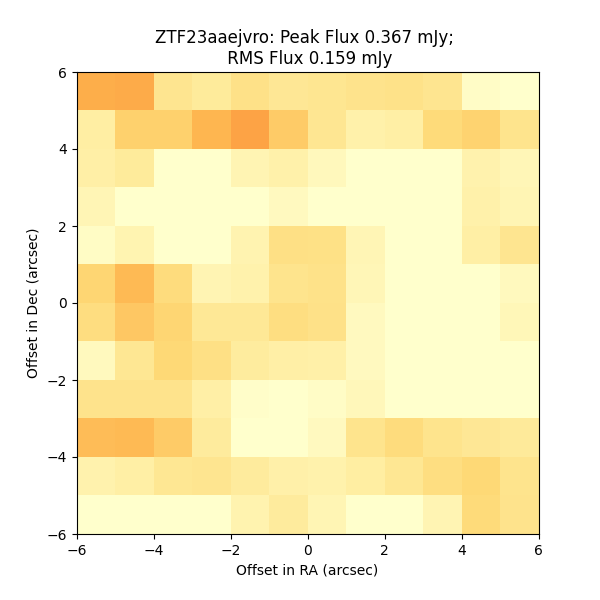 ZTF23aaejvro: Peak Flux 0.367 mJy;
RMS Flux 0.159 mJy
6
4
2
0
−2
−4
−6
Offset in Dec (arcsec)
−6 −4 −2 0 2 4 6
Offset in RA (arcsec)